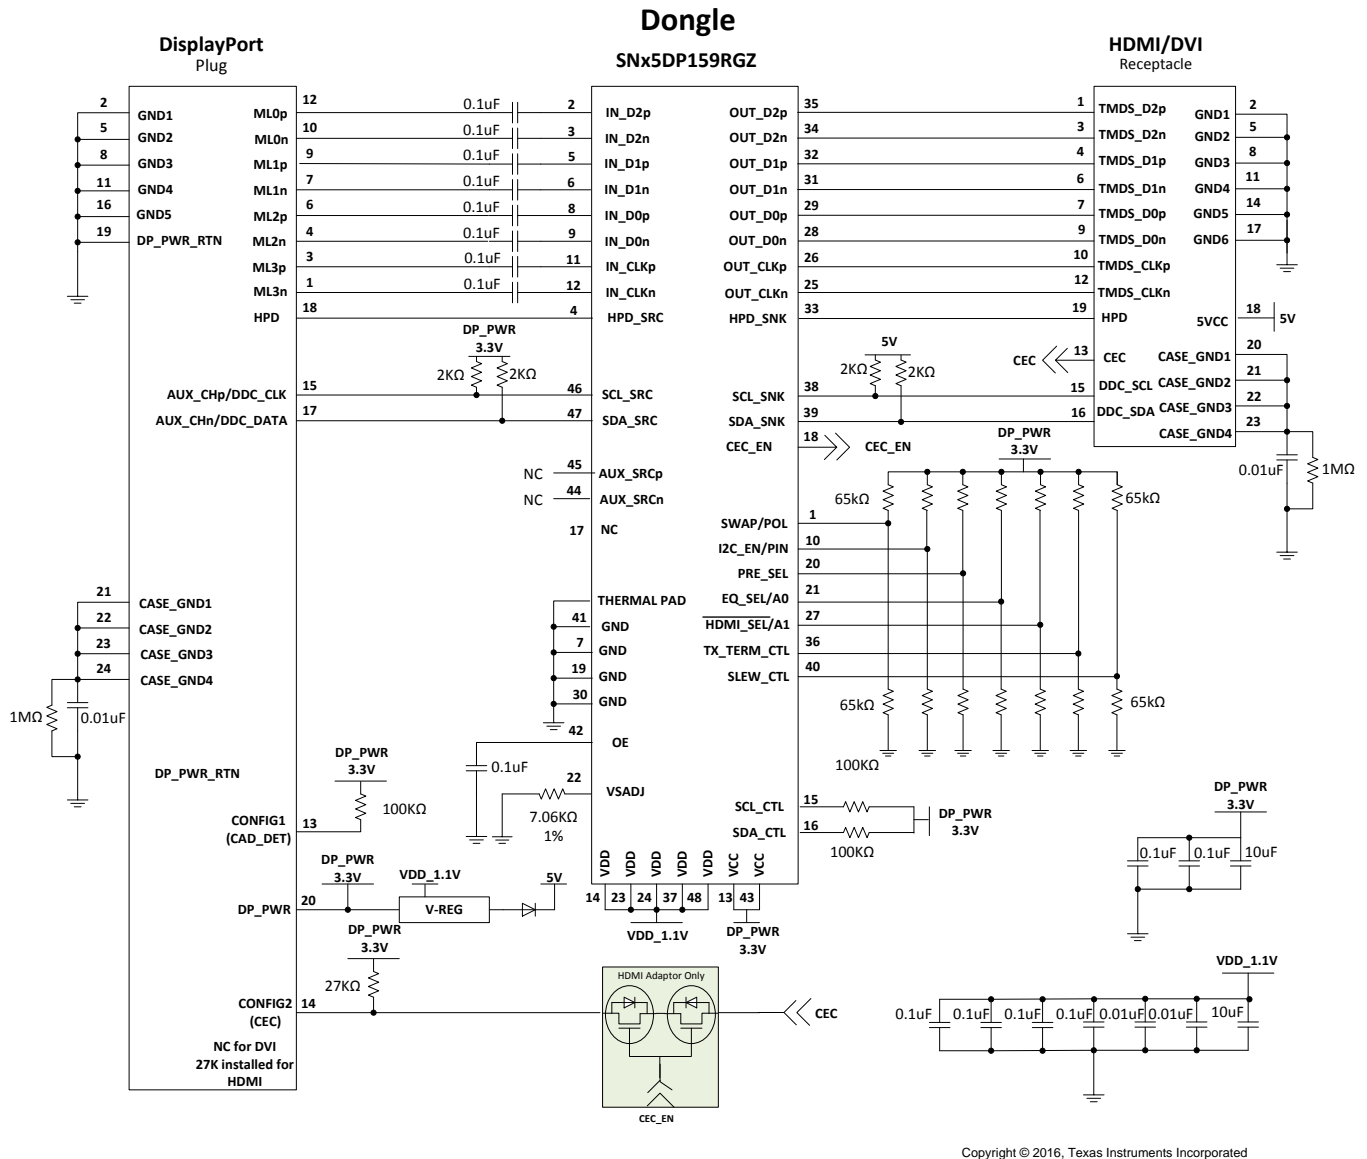 Dongle
DisplayPort
Plug
SNx5DP159RGZ
HDMI/DVI
Receptacle
2 GND1
5 GND2
8 GND3
11 GND4
16 GND5
19 DP_PWR_RTN
ML0p 12 0.1uF 2 IN_D2p
ML0n 10 0.1uF 3 IN_D2n
ML1p 9 0.1uF 5 IN_D1p
ML1n 7 0.1uF 6 IN_D1n
ML2p 6 0.1uF 8 IN_D0p
ML2n 4 0.1uF 9 IN_D0n
ML3p 3 0.1uF 11 IN_CLKp
ML3n 1 0.1uF 12 IN_CLKn
HPD 18 4 HPD_SRC
DP_PWR
3.3V
2KΩ 2KΩ
AUX_CHp/DDC_CLK 15 46 SCL_SRC
AUX_CHn/DDC_DATA 17 47 SDA_SRC
NC 45 AUX_SRCp
NC 44 AUX_SRCn
17 NC
OUT_D2p 35 1 TMDS_D2p
OUT_D2n 34 3 TMDS_D2n
OUT_D1p 32 4 TMDS_D1p
OUT_D1n 31 6 TMDS_D1n
OUT_D0p 29 7 TMDS_D0p
OUT_D0n 28 9 TMDS_D0n
OUT_CLKp 26 10 TMDS_CLKp
OUT_CLKn 25 12 TMDS_CLKn
HPD_SNK 33 19 HPD
GND1 2
GND2 5
GND3 8
GND4 11
GND5 14
GND6 17
5VCC 18 5V
CEC 13 CEC
5V
2KΩ 2KΩ
SCL_SNK 38 15 DDC_SCL
SDA_SNK 39 16 DDC_SDA
CEC_EN 18 CEC_EN
CASE_GND1 20
CASE_GND2 21
CASE_GND3 22
CASE_GND4 23
0.01uF 1MΩ
DP_PWR
3.3V
65kΩ 65kΩ
SWAP/POL 1
I2C_EN/PIN 10
PRE_SEL 20
EQ_SEL/A0 21
HDMI_SEL/A1 27
TX_TERM_CTL 36
SLEW_CTL 40
65kΩ 65kΩ
THERMAL PAD
41 GND
7 GND
19 GND
30 GND
42 OE
0.1uF
22 VSADJ
7.06KΩ
1%
21 CASE_GND1
22 CASE_GND2
23 CASE_GND3
24 CASE_GND4
1MΩ 0.01uF
DP_PWR_RTN
DP_PWR
3.3V
100KΩ
CONFIG1 13
(CAD_DET)
100KΩ
SCL_CTL 15
SDA_CTL 16
100KΩ
DP_PWR
3.3V
DP_PWR
3.3V
0.1uF 0.1uF 10uF
VDD VDD VDD VDD VDD VCC VCC
14 23 24 37 48 13 43
VDD_1.1V
DP_PWR
3.3V
DP_PWR
3.3V
VDD_1.1V
5V
DP_PWR 20
V-REG
DP_PWR
3.3V
27KΩ
CONFIG2 14
(CEC)
NC for DVI
27K installed for
HDMI
HDMI Adaptor Only
CEC
CEC_EN
VDD_1.1V
0.1uF 0.1uF 0.1uF 0.1uF 0.01uF 0.01uF 10uF
Copyright © 2016, Texas Instruments Incorporated